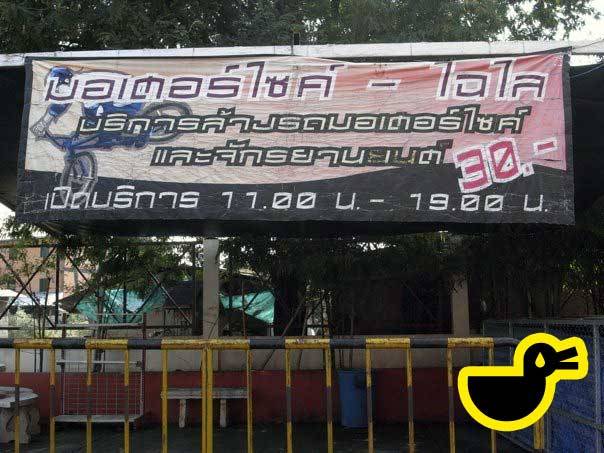 มอเตอร์ไซค์ - ไฉไล
บริการล้างรถมอเตอร์ไซค์
และจักรยานยนต์ 30.-
เปิดบริการ 11.00 น. - 19.00 น.